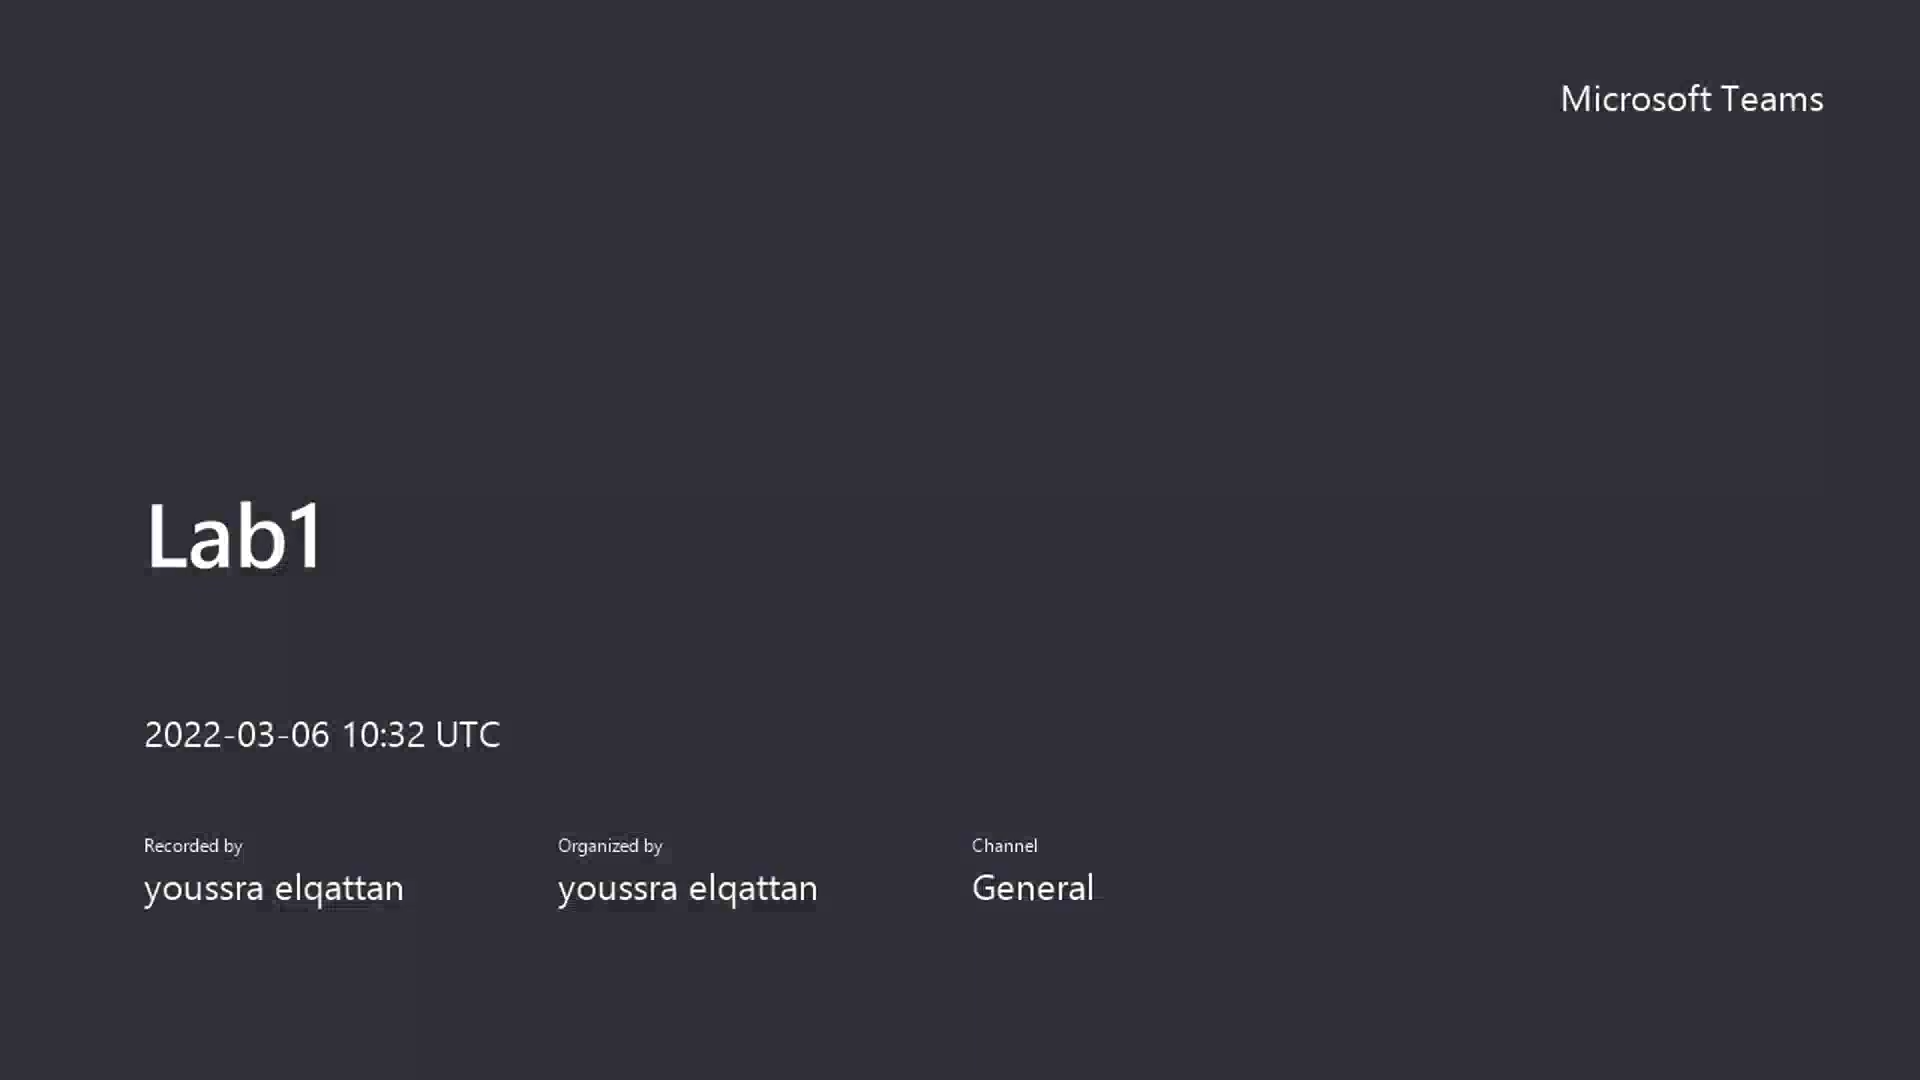 Microsoft Teams
Lab1
2022-03-06 10:32 UTC
Recorded by
youssra elqattan
Organized by
youssra elqattan
Channel
General